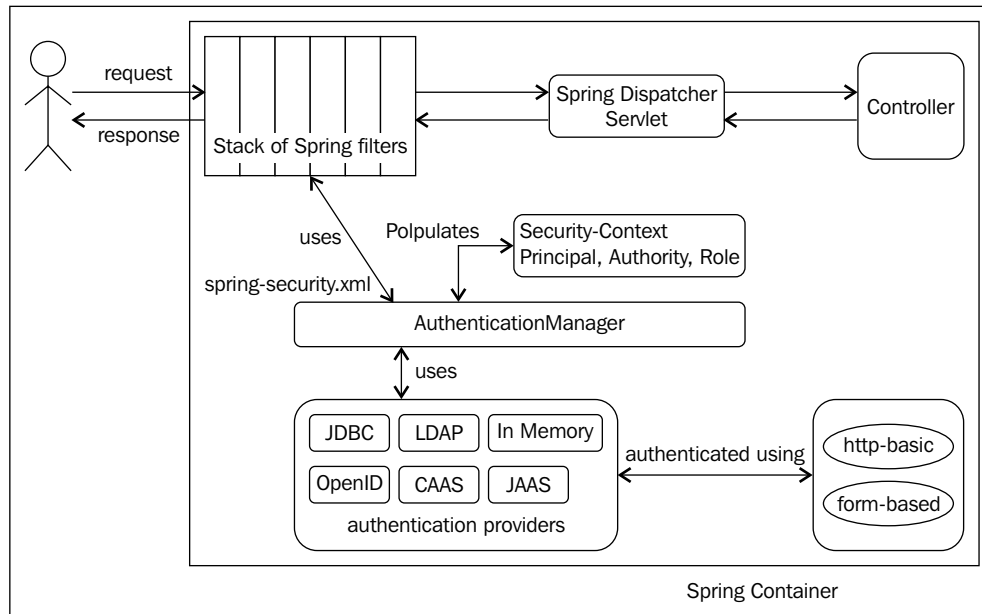 request
response
Stack of Spring filters
Spring Dispatcher
Servlet
Controller
uses
Polpulates
Security-Context
Principal, Authority, Role
spring-security.xml
AuthenticationManager
uses
JDBC
LDAP
In Memory
OpenID
CAAS
JAAS
authentication providers
authenticated using
http-basic
form-based
Spring Container